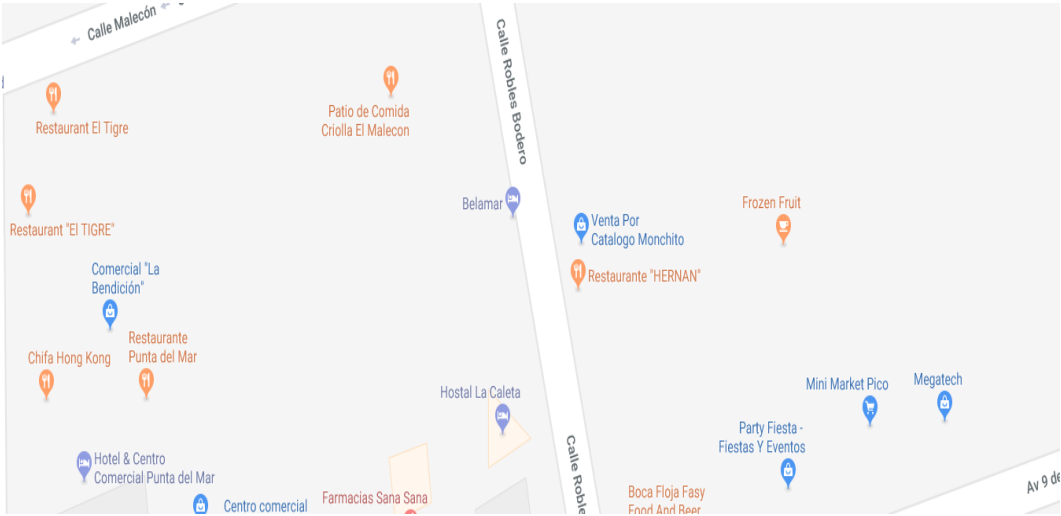 Calle Malecón
Restaurant El Tigre
Patio de Comida
Criolla El Malecon
Calle Robles Bodero
Belamar
Restaurant "El TIGRE"
Venta Por
Catalogo Monchito
Frozen Fruit
Restaurante "HERNAN"
Comercial "La
Bendición"
Restaurante
Punta del Mar
Chifa Hong Kong
Hostal La Caleta
Mini Market Pico
Megatech
Party Fiesta -
Fiestas Y Eventos
Hotel & Centro
Comercial Punta del Mar
Calle Roble
Av 9 de
Centro comercial
Farmacias Sana Sana
Boca Floja Fasy
Food And Beer